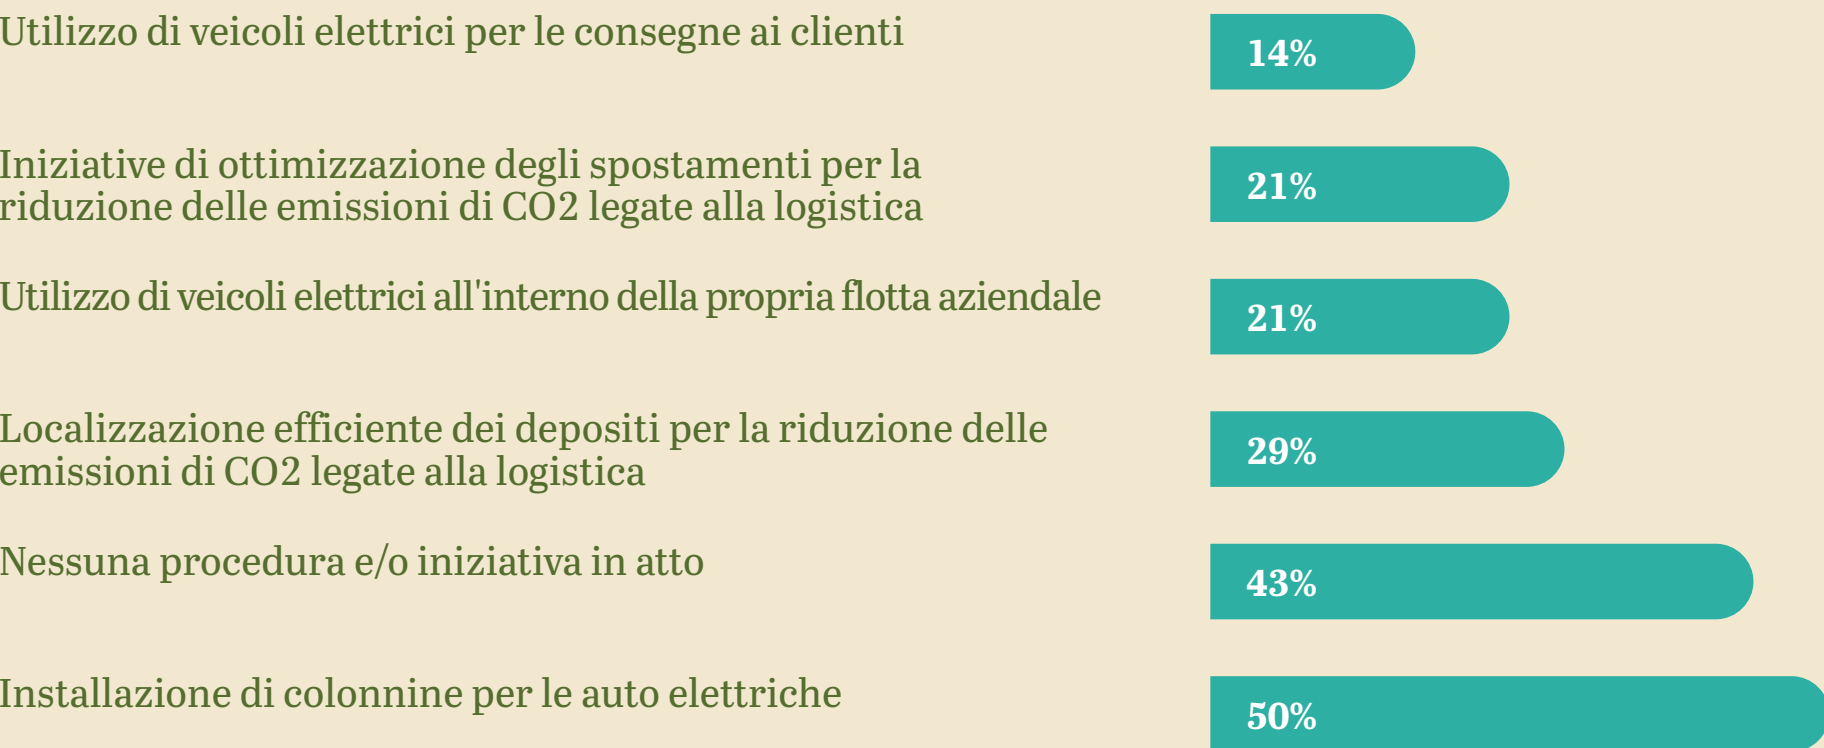 Utilizzo di veicoli elettrici per le consegne ai clienti
14%
Iniziative di ottimizzazione degli spostamenti per la
riduzione delle emissioni di CO2 legate alla logistica
21%
Utilizzo di veicoli elettrici all'interno della propria flotta aziendale
21%
Localizzazione efficiente dei depositi per la riduzione delle
emissioni di CO2 legate alla logistica
29%
Nessuna procedura e/o iniziativa in atto
43%
Installazione di colonnine per le auto elettriche
50%